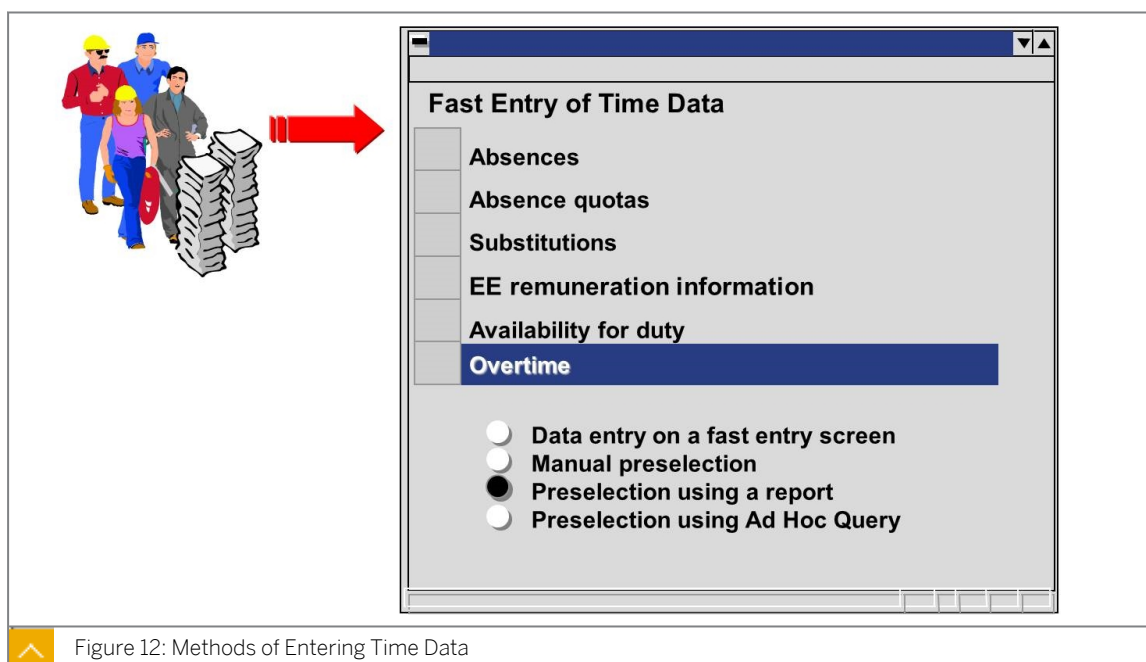 Fast Entry of Time Data
Absences
Absence quotas
Substitutions
EE remuneration information
Availability for duty
Overtime
Data entry on a fast entry screen
Manual preselection
Preselection using a report
Preselection using Ad Hoc Query
Figure 12: Methods of Entering Time Data